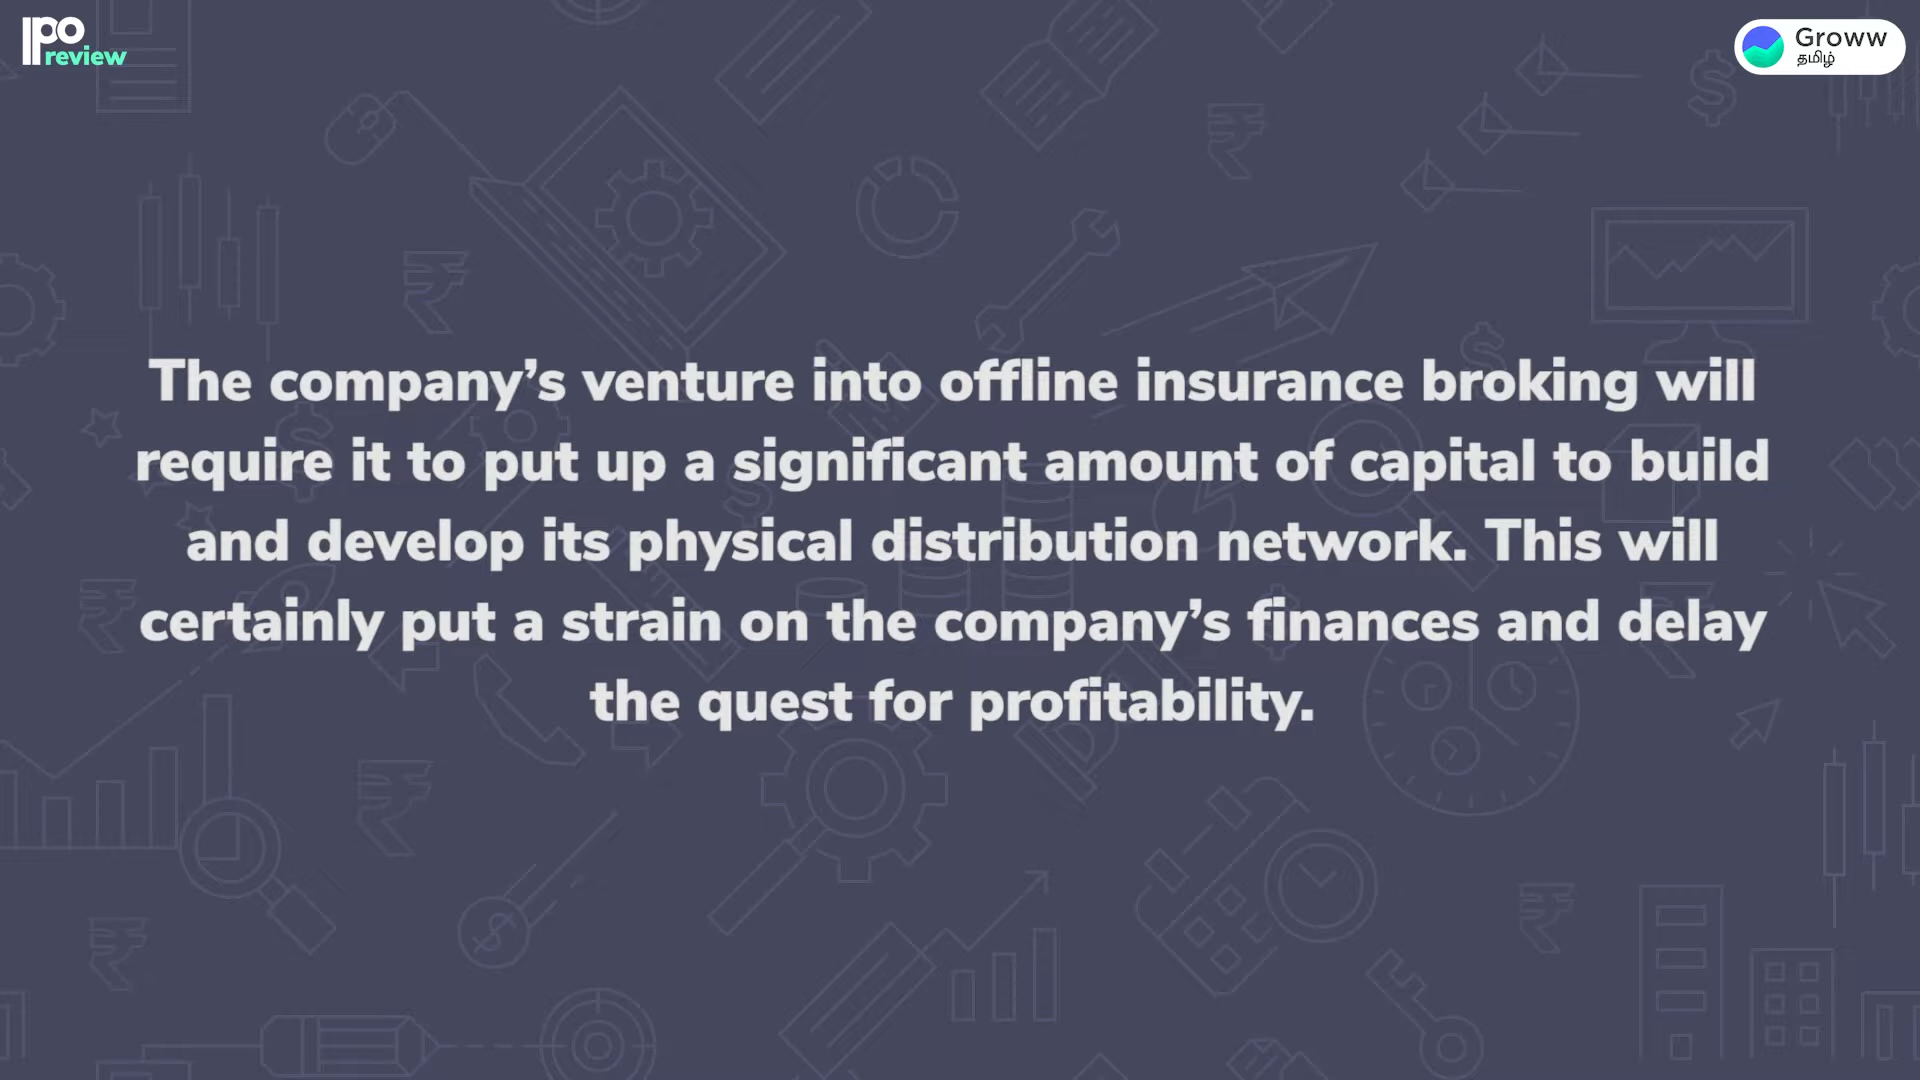 IPO
review
Groww
தமிழ்
The company’s venture into offline insurance broking will
require it to put up a significant amount of capital to build
and develop its physical distribution network. This will
certainly put a strain on the company’s finances and delay
the quest for profitability.